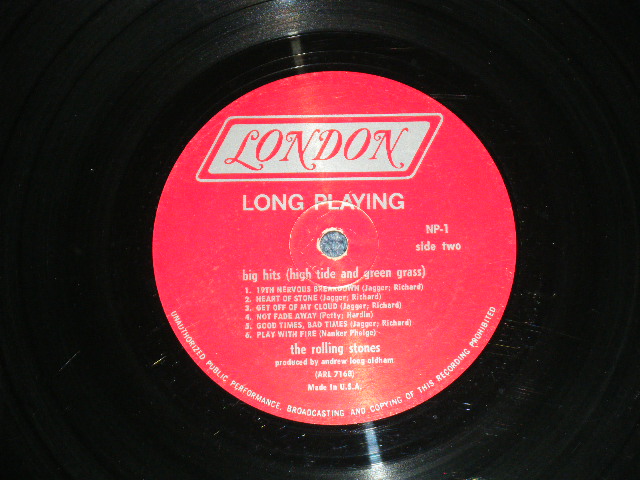 LONDON
LONG PLAYING
NP-1
side two
big hits (high tide and green grass)
1. 19TH NERVOUS BREAKDOWN (Jagger; Richard)
2. HEART OF STONE (Jagger; Richard)
3. GET OFF OF MY CLOUD (Jagger; Richard)
4. NOT FADE AWAY (Petty; Hardin)
5. GOOD TIMES, BAD TIMES (Jagger; Richard)
6. PLAY WITH FIRE (Nanker Phelge)
the rolling stones
produced by andrew loog oldham
(ARL 7168)
Made in U.S.A.
UNAUTHORIZED PUBLIC PERFORMANCE, BROADCASTING AND COPYING OF THIS RECORDING PROHIBITED